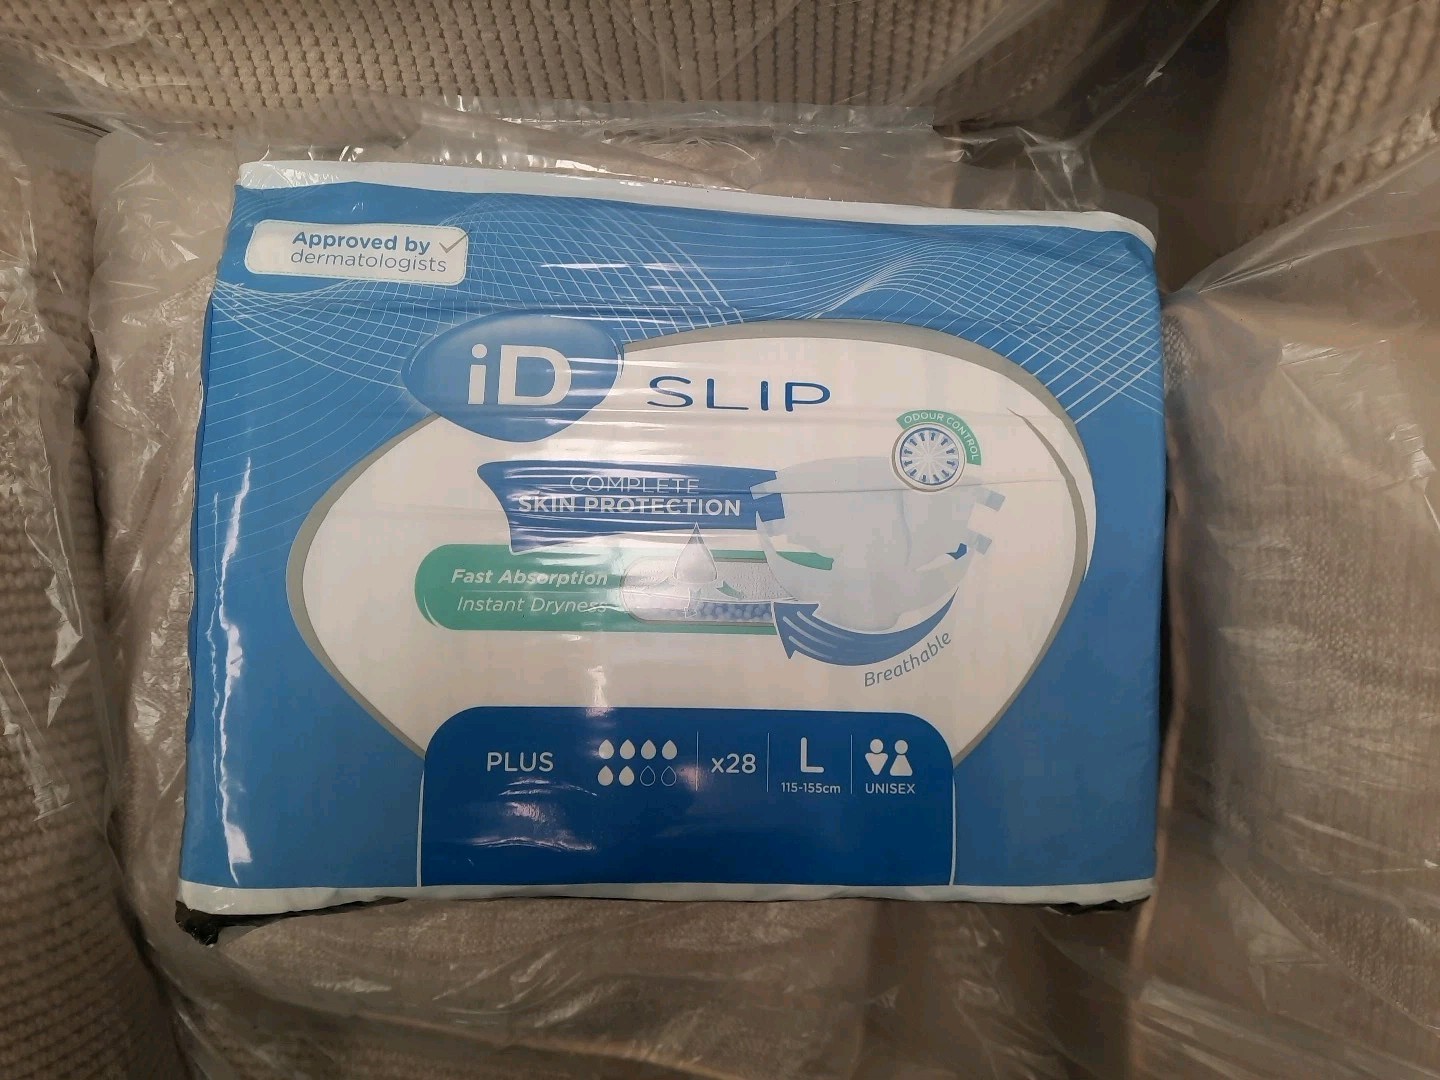 Approved by
dermatologists
iD SLIP
ODOUR CONTROL
COMPLETE
SKIN PROTECTION
Fast Absorption
Instant Dryness
Breathable
PLUS
x28
L
115-155cm
UNISEX